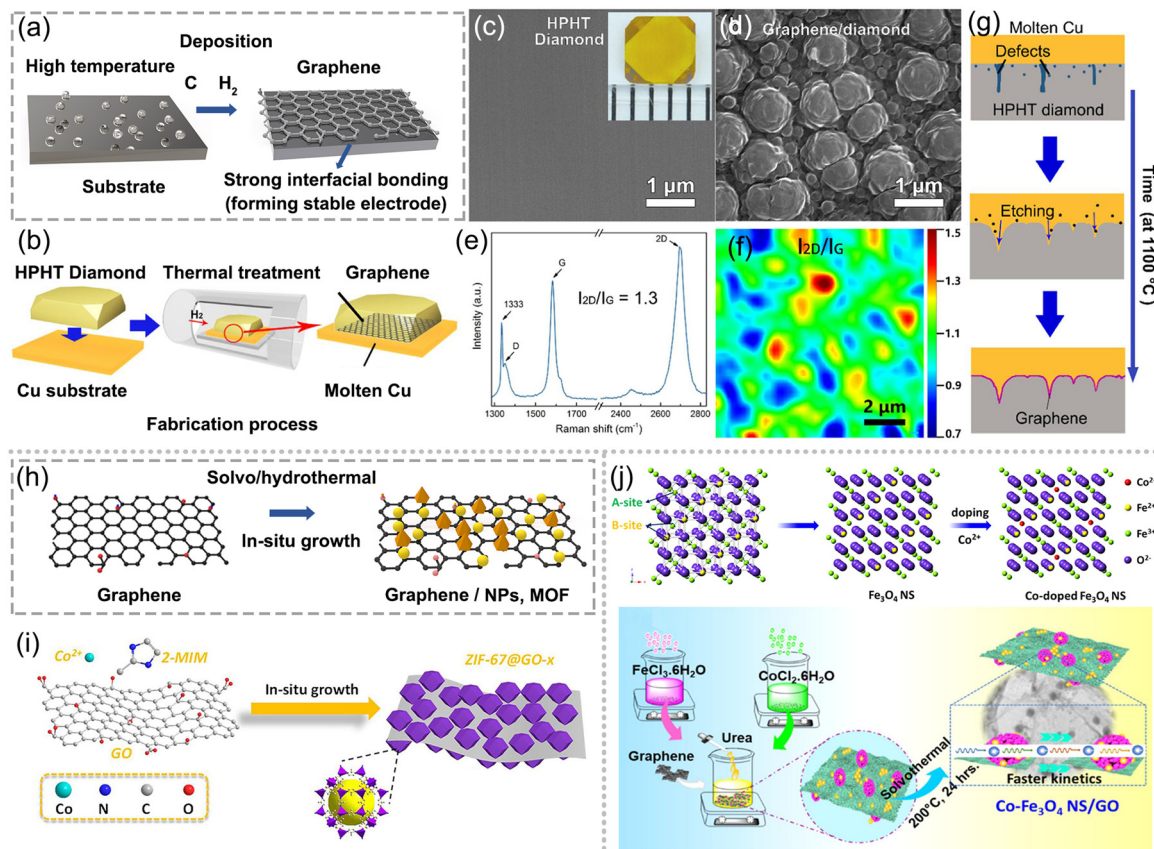 (a)
Deposition
High temperature
C H₂
Graphene
Substrate
Strong interfacial bonding
(forming stable electrode)
(b)
HPHT Diamond
Thermal treatment
Graphene
H₂
Cu substrate
Molten Cu
Fabrication process
(c)
HPHT
Diamond
1 μm
(d)
Graphene/diamond
1 μm
(e)
Intensity (a.u.)
1333
D
G
2D
I2D/IG = 1.3
1300 1500 1700 2400 2600 2800
Raman shift (cm⁻¹)
(f)
I2D/IG
2 μm
1.5
1.3
1.1
0.9
0.7
(g)
Molten Cu
Defects
HPHT diamond
Etching
Graphene
Time (at 1100 °C)
(h)
Solvo/hydrothermal
In-situ growth
Graphene
Graphene / NPs, MOF
(i)
Co²⁺
2-MIM
GO
In-situ growth
ZIF-67@GO-x
Co N C O
(j)
A-site
B-site
doping
Co²⁺
Fe₃O₄ NS
Co-doped Fe₃O₄ NS
Co²⁺
Fe²⁺
Fe³⁺
O²⁻
FeCl₃.6H₂O
CoCl₂.6H₂O
Urea
Graphene
Solvothermal
200°C, 24 hrs.
Faster kinetics
Co-Fe₃O₄ NS/GO